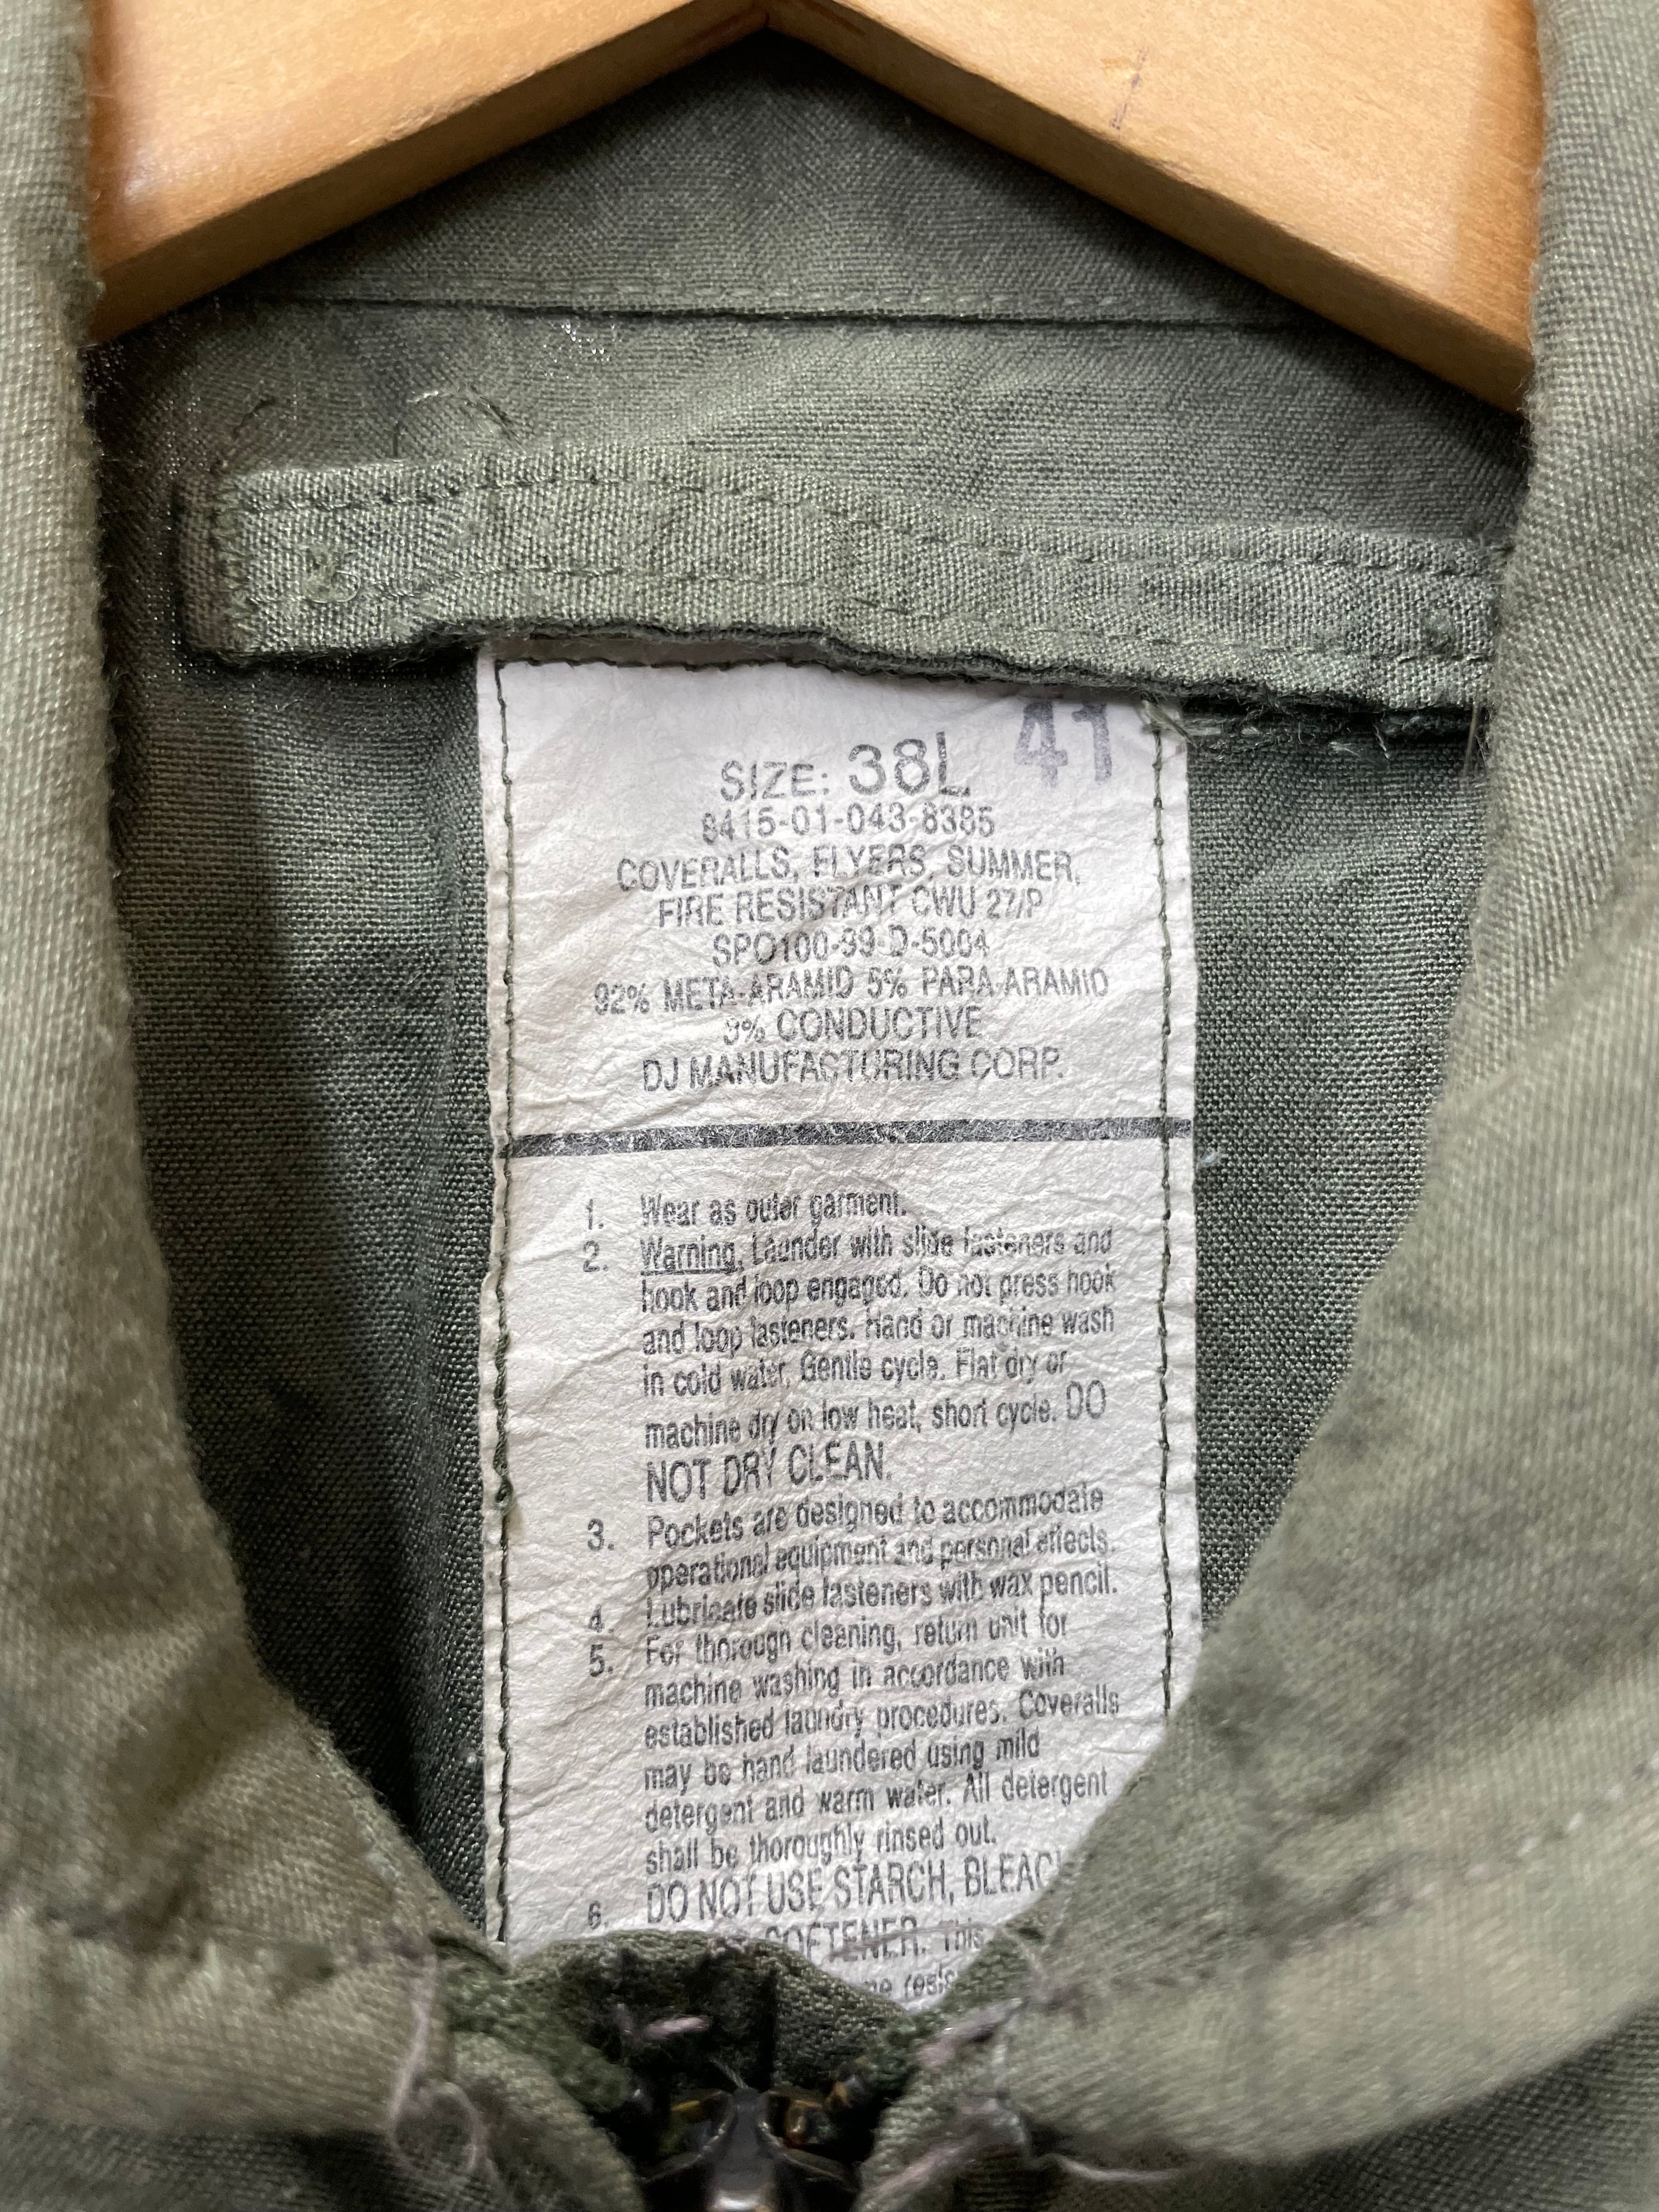 41
SIZE: 38L
8415-01-043-8385
COVERALLS, FLYERS, SUMMER,
FIRE RESISTANT CWU 27/P
SPO100-99-D-5004
92% META-ARAMID 5% PARA-ARAMID
3% CONDUCTIVE
DJ MANUFACTURING CORP.
1. Wear as outer garment.
2. Warning. Launder with slide fasteners and
hook and loop engaged. Do not press hook
and loop fasteners. Hand or machine wash
in cold water. Gentle cycle. Flat dry or
machine dry on low heat, short cycle. DO
NOT DRY CLEAN.
3. Pockets are designed to accommodate
operational equipment and personal effects.
4. Lubricate slide fasteners with wax pencil.
5. For thorough cleaning, return unit for
machine washing in accordance with
established laundry procedures. Coveralls
may be hand laundered using mild
detergent and warm water. All detergent
shall be thoroughly rinsed out.
6. DO NOT USE STARCH, BLEAC
SOFTENER. This